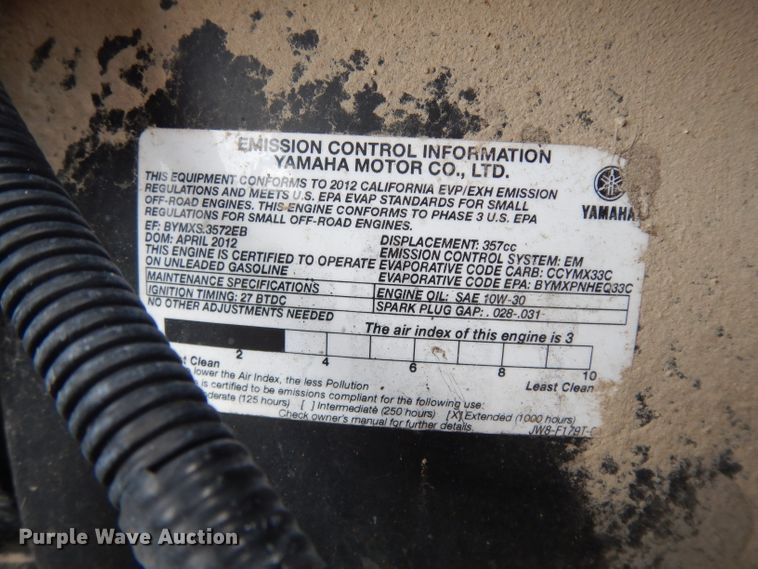 EMISSION CONTROL INFORMATION
YAMAHA MOTOR CO., LTD.
YAMAHA
THIS EQUIPMENT CONFORMS TO 2012 CALIFORNIA EVP/EXH EMISSION
REGULATIONS AND MEETS U.S. EPA EVAP STANDARDS FOR SMALL
OFF-ROAD ENGINES. THIS ENGINE CONFORMS TO PHASE 3 U.S. EPA
REGULATIONS FOR SMALL OFF-ROAD ENGINES.
EF: BYMXS.3572EB DISPLACEMENT: 357cc
DOM: APRIL 2012 EMISSION CONTROL SYSTEM: EM
THIS ENGINE IS CERTIFIED TO OPERATE EVAPORATIVE CODE CARB: CCYMX33C
ON UNLEADED GASOLINE EVAPORATIVE CODE EPA: BYMXPNHEQ33C
MAINTENANCE SPECIFICATIONS ENGINE OIL: SAE 10W-30
IGNITION TIMING: 27 BTDC SPARK PLUG GAP: .028-.031
NO OTHER ADJUSTMENTS NEEDED
The air index of this engine is 3
2 4 6 8 10
st Clean Least Clean
e lower the Air Index, the less Pollution
e is certified to be emissions compliant for the following use:
derate (125 hours) [ ] Intermediate (250 hours) [X] Extended (1000 hours)
Check owner's manual for further details. JW8-F179T-
Purple Wave Auction